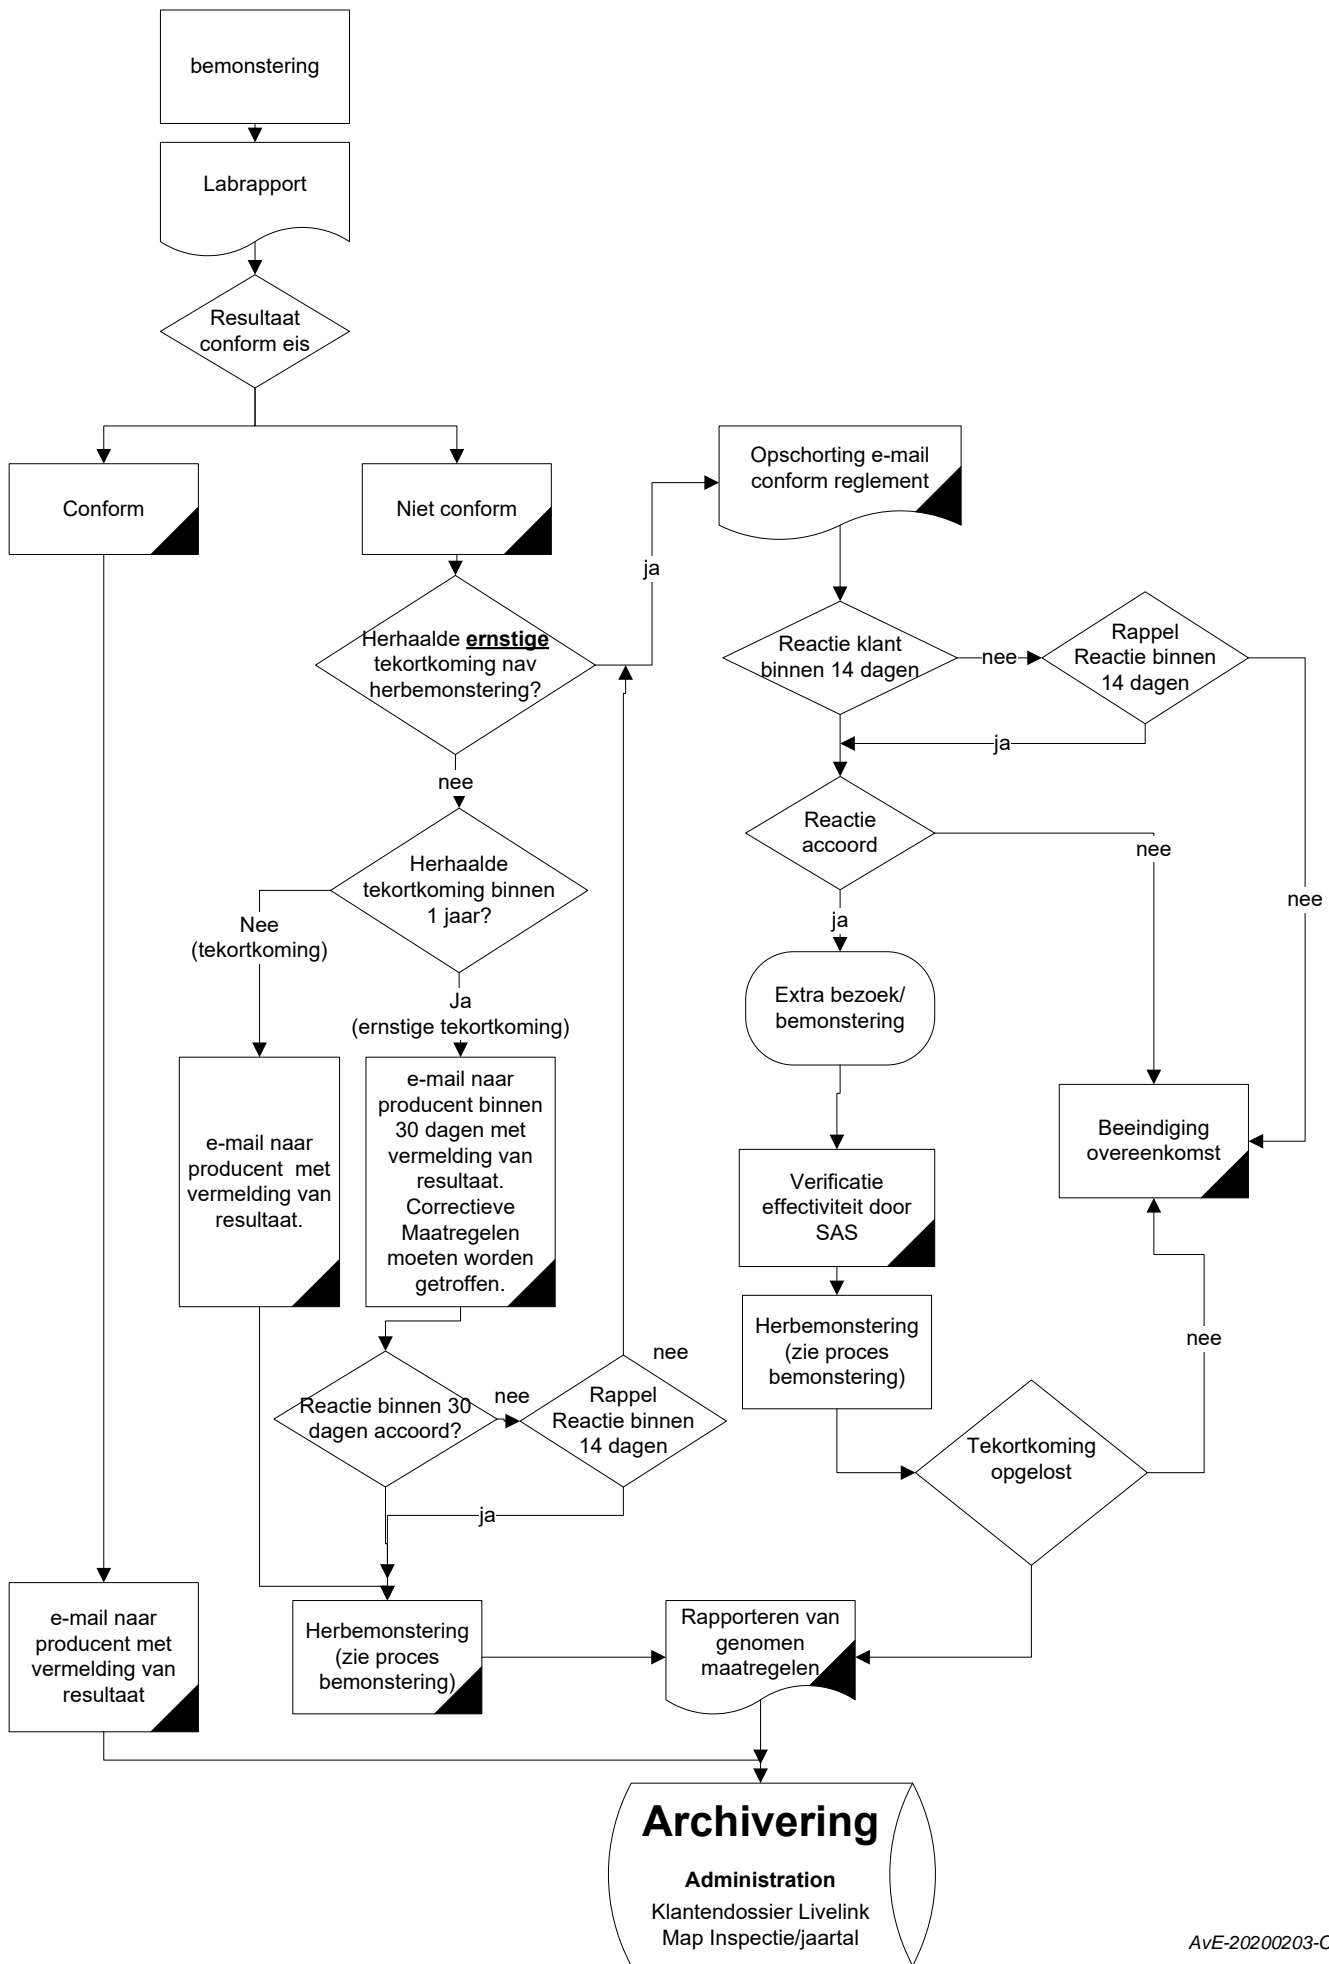 bemonstering
Labrapport
Resultaat
conform eis
Conform
Niet conform
Opschorting e-mail
conform reglement
ja
Herhaalde ernstige
tekortkoming nav
herbemonstering?
Reactie klant
binnen 14 dagen
nee
Rappel
Reactie binnen
14 dagen
ja
nee
Reactie
accoord
nee
nee
Herhaalde
tekortkoming binnen
1 jaar?
Nee
(tekortkoming)
Ja
(ernstige tekortkoming)
ja
Extra bezoek/
bemonstering
e-mail naar
producent met
vermelding van
resultaat.
e-mail naar
producent binnen
30 dagen met
vermelding van
resultaat.
Correctieve
Maatregelen
moeten worden
getroffen.
Verificatie
effectiviteit door
SAS
Beeindiging
overeenkomst
Herbemonstering
(zie proces
bemonstering)
nee
Reactie binnen 30
dagen accoord?
nee
Rappel
Reactie binnen
14 dagen
nee
ja
Tekortkoming
opgelost
e-mail naar
producent met
vermelding van
resultaat
Herbemonstering
(zie proces
bemonstering)
Rapporteren van
genomen
maatregelen
Archivering
Administration
Klantendossier Livelink
Map Inspectie/jaartal
AvE-20200203-C